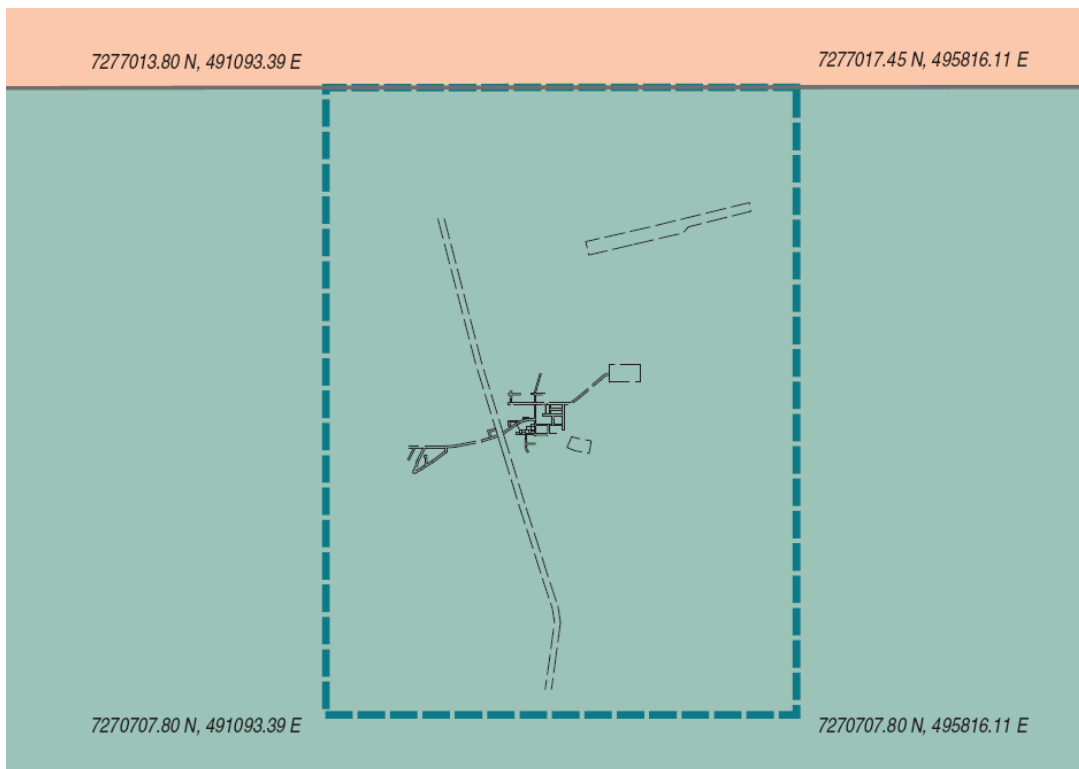 7277013.80 N, 491093.39 E
7277017.45 N, 495816.11 E
7270707.80 N, 491093.39 E
7270707.80 N, 495816.11 E